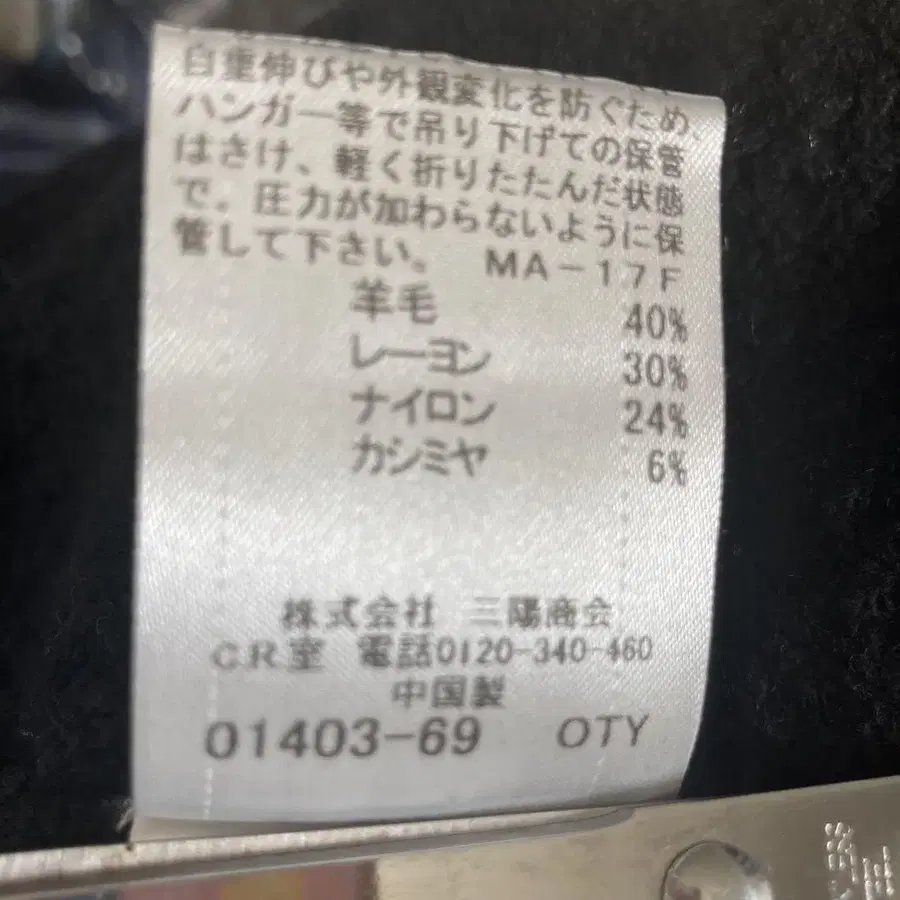 自重伸びや外観変化を防ぐため、
ハンガー等で吊り下げての保管
はさけ、軽く折りたたんだ状態
で、圧力が加わらないように保
管して下さい。 MA-17F
羊毛 40%
レーヨン 30%
ナイロン 24%
カシミヤ 6%
株式会社 三陽商会
C.R.室 電話0120-340-460
中国製
01403-69 OTY